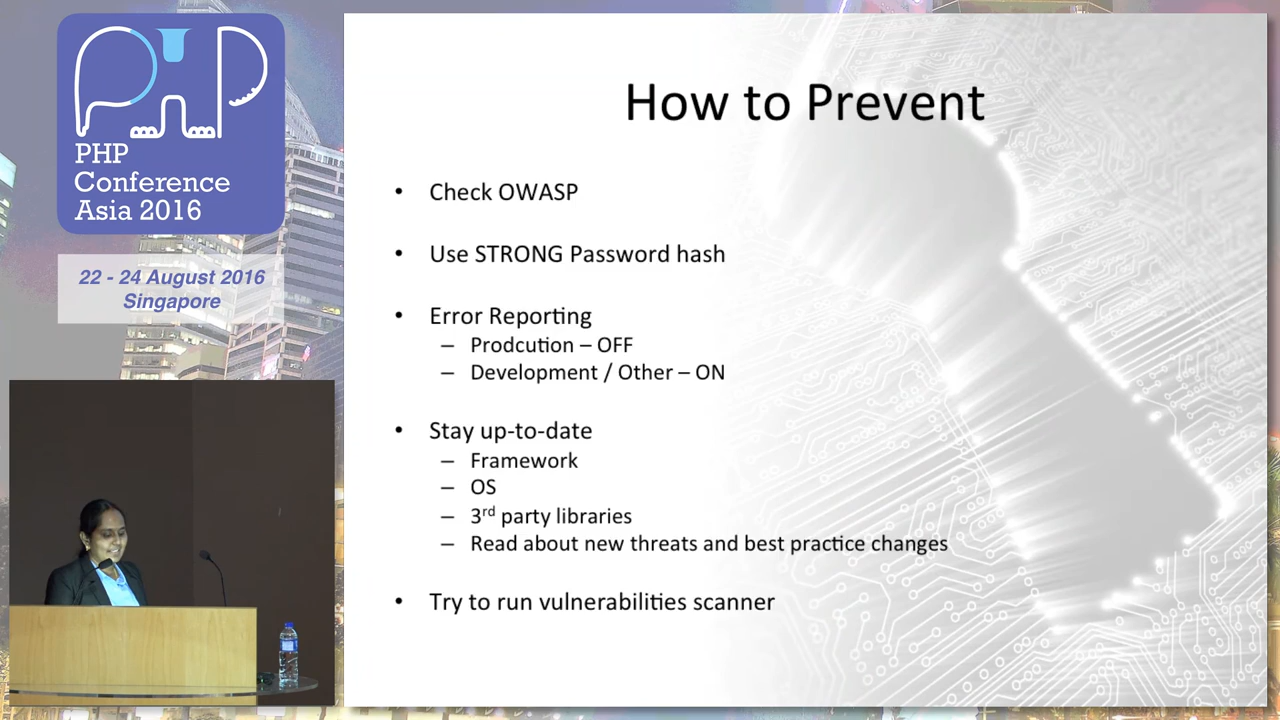 PHP
Conference
Asia 2016
22 - 24 August 2016
Singapore
How to Prevent
• Check OWASP
• Use STRONG Password hash
• Error Reporting
– Prodcution – OFF
– Development / Other – ON
• Stay up-to-date
– Framework
– OS
– 3rd party libraries
– Read about new threats and best practice changes
• Try to run vulnerabilities scanner